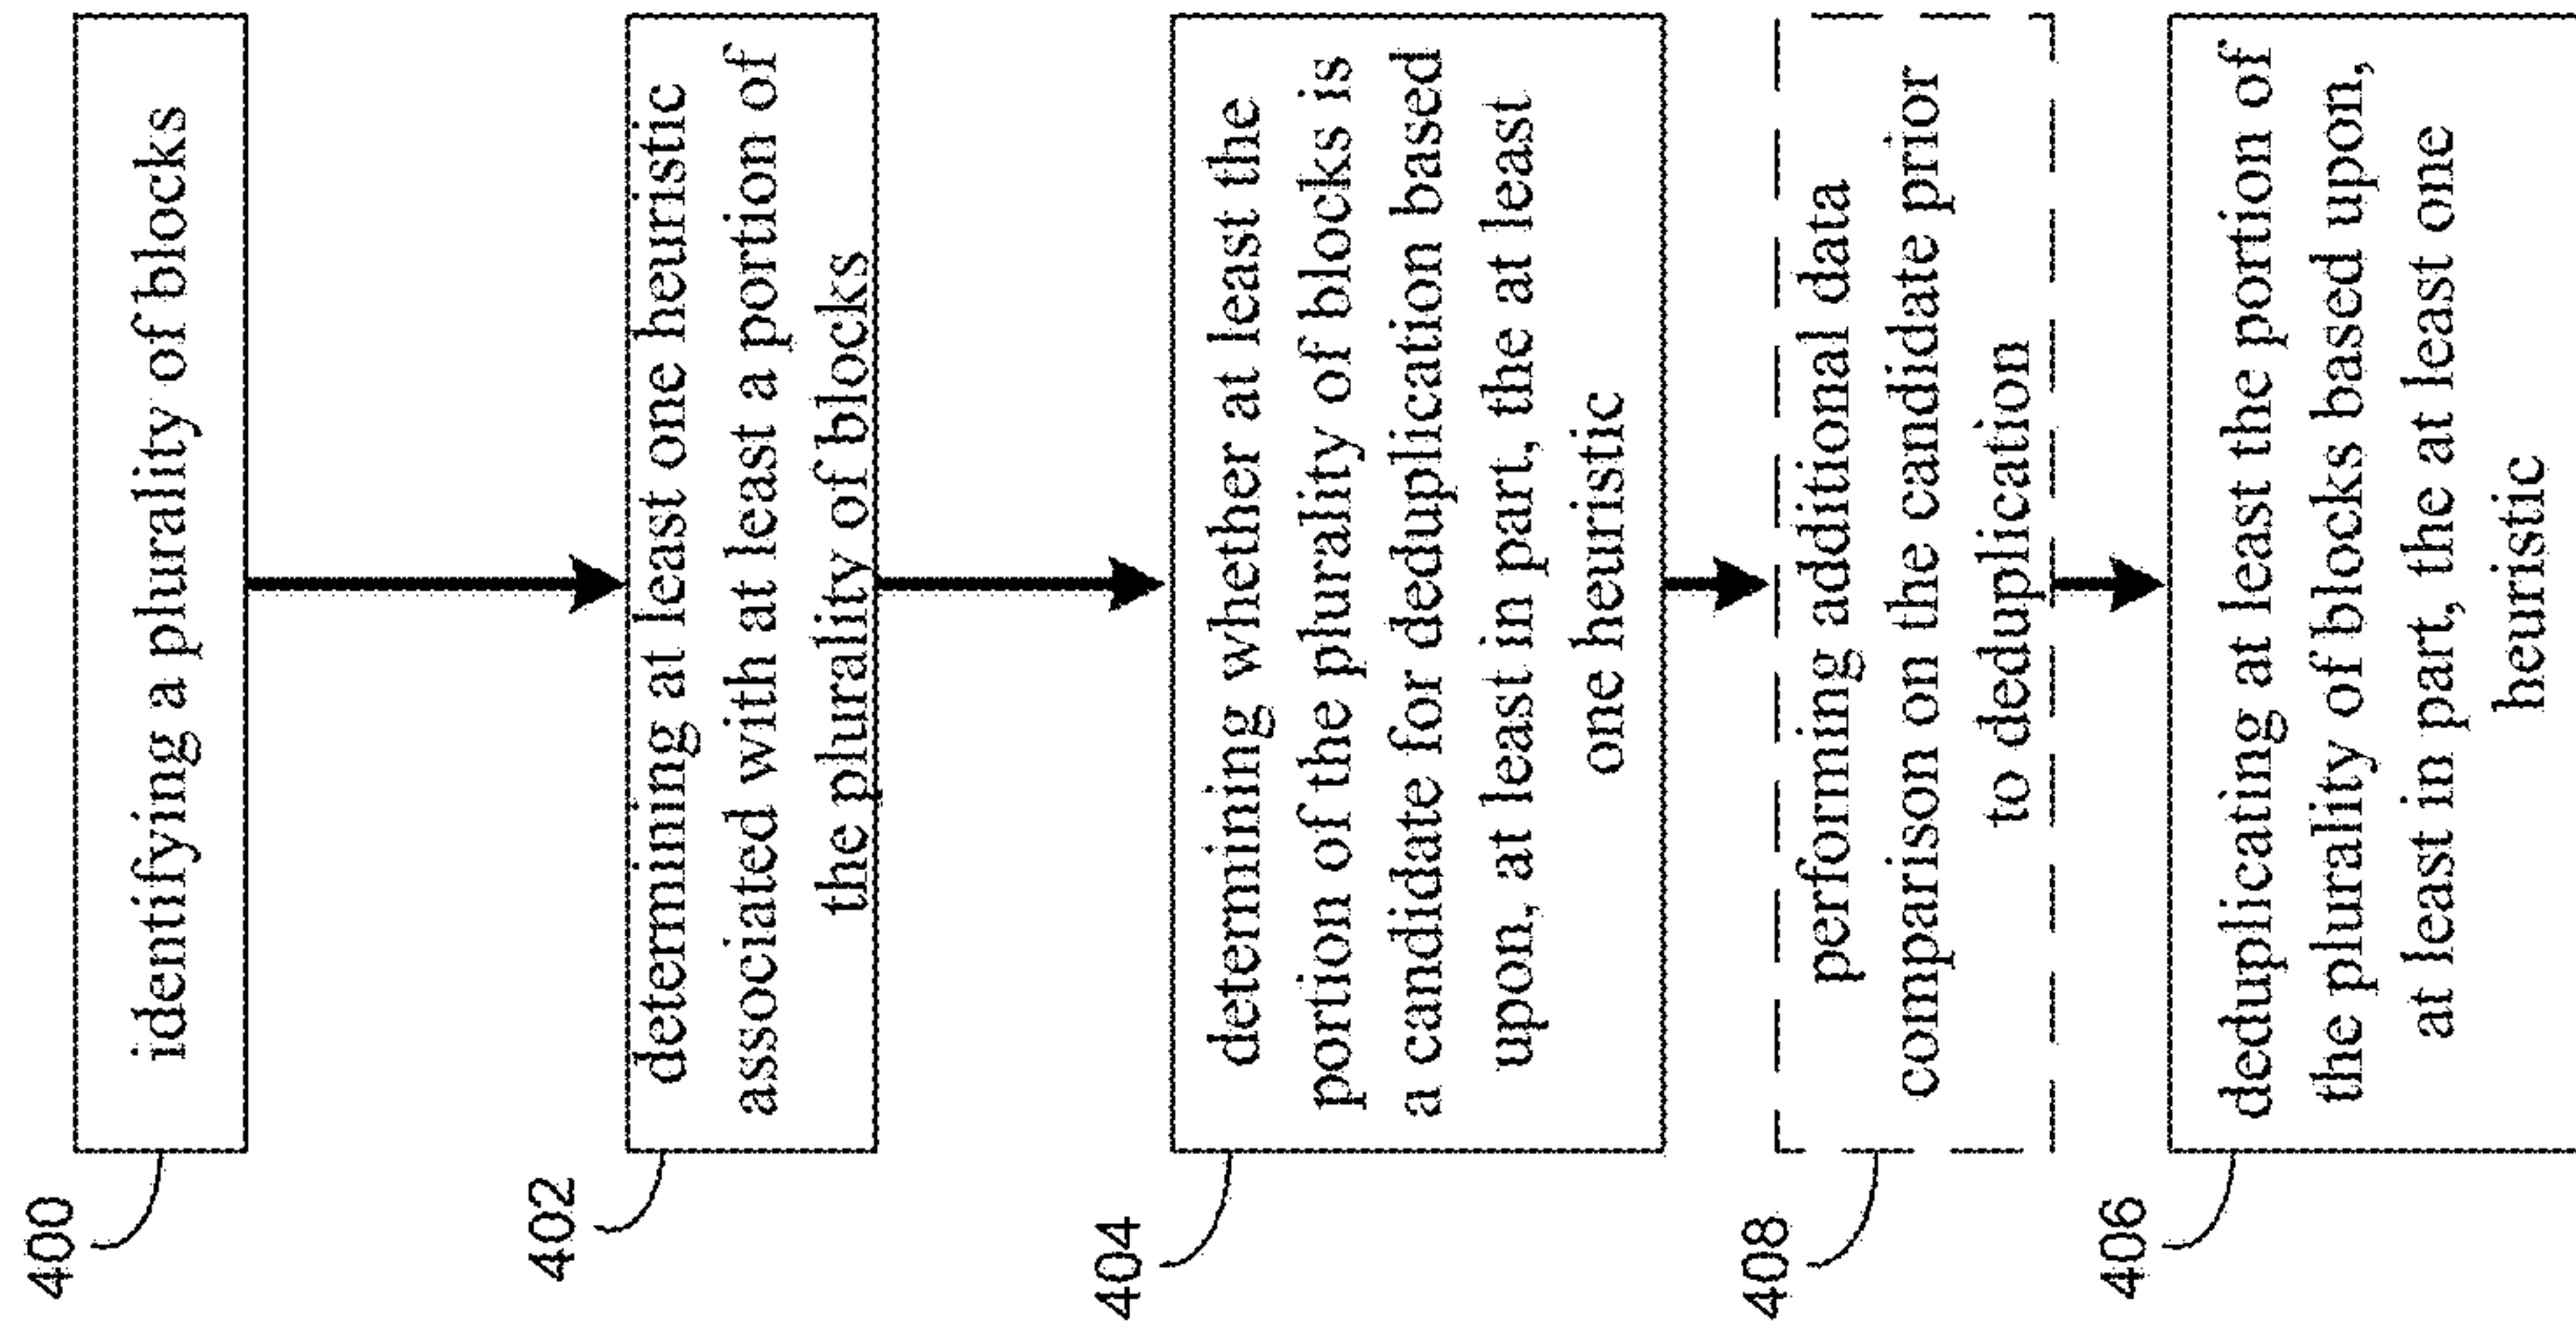 400
identifying a plurality of blocks
402
determining at least one heuristic
associated with at least a portion of
the plurality of blocks
404
determining whether at least the
portion of the plurality of blocks is
a candidate for deduplication based
upon, at least in part, the at least
one heuristic
408
performing additional data
comparison on the candidate prior
to deduplication
406
deduplicating at least the portion of
the plurality of blocks based upon,
at least in part, the at least one
heuristic